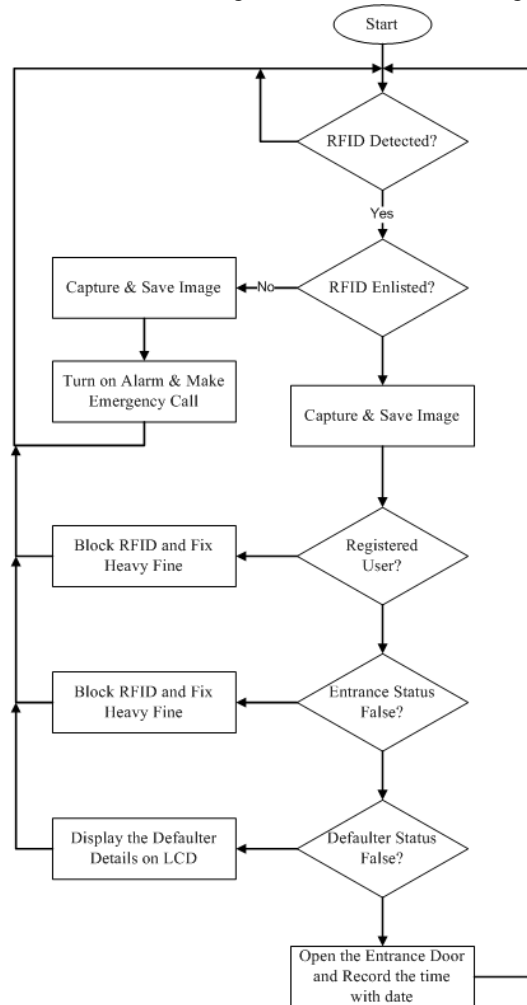 Start
RFID Detected?
Yes
RFID Enlisted?
No
Capture & Save Image
Turn on Alarm & Make
Emergency Call
Capture & Save Image
Registered
User?
Block RFID and Fix
Heavy Fine
Entrance Status
False?
Block RFID and Fix
Heavy Fine
Defaulter Status
False?
Display the Defaulter
Details on LCD
Open the Entrance Door
and Record the time
with date